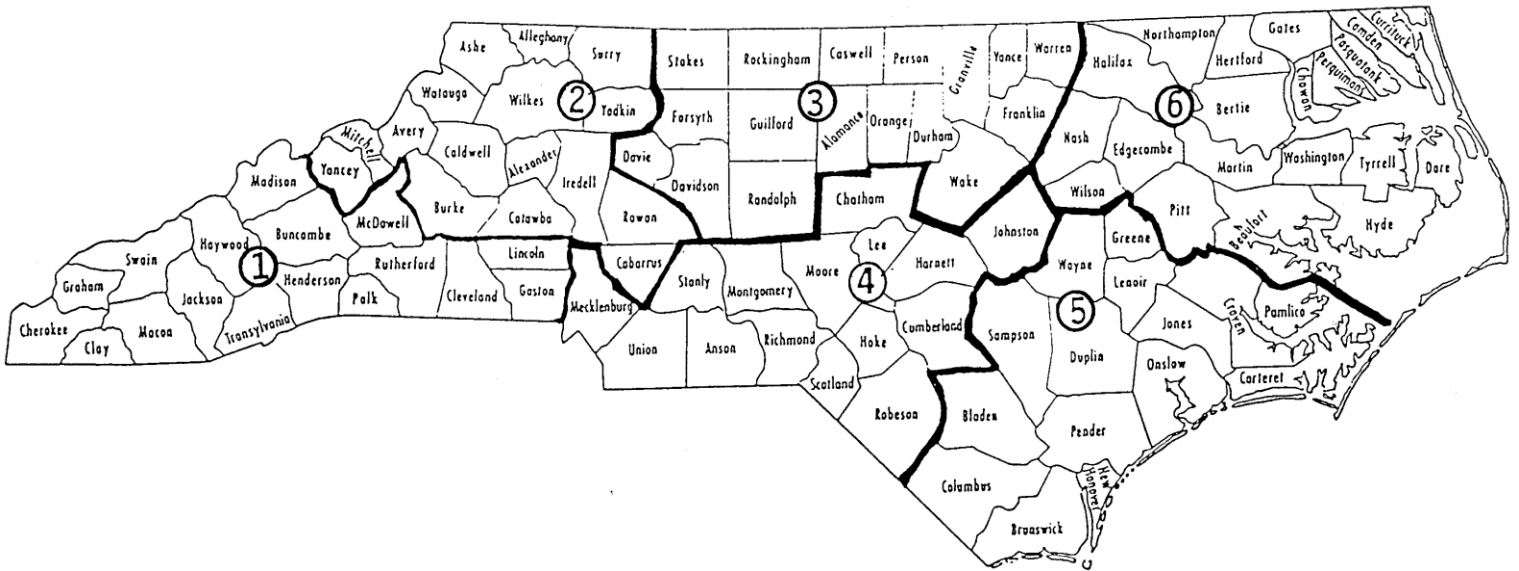 Ashe
Alleghany
Surry
Stokes
Rockingham
Caswell
Person
Granville
Vance
Warren
Northampton
Gates
Camden
Currituck
Pasquotank
Perquimans
Chowan
Halifax
Hertford
Watauga
Wilkes
2
Yadkin
Forsyth
Guilford
3
Alamance
Orange
Durham
Franklin
6
Bertie
Mitchell
Avery
Caldwell
Alexander
Iredell
Davie
Davidson
Randolph
Chatham
Wake
Nash
Edgecombe
Martin
Washington
Tyrrell
Dare
Madison
Yancey
McDowell
Burke
Catawba
Rowan
Wilson
Pitt
Beaufort
Hyde
Swain
Haywood
Buncombe
1
Rutherford
Lincoln
Cabarrus
Stanly
Montgomery
Moore
Lee
Harnett
Johnston
Wayne
Greene
Lenoir
Graham
Jackson
Henderson
Polk
Cleveland
Gaston
Mecklenburg
4
Cumberland
Sampson
5
Craven
Pamlico
Cherokee
Clay
Macon
Transylvania
Union
Anson
Richmond
Scotland
Hoke
Duplin
Jones
Onslow
Carteret
Robeson
Bladen
Pender
Columbus
New
Hanover
Brunswick